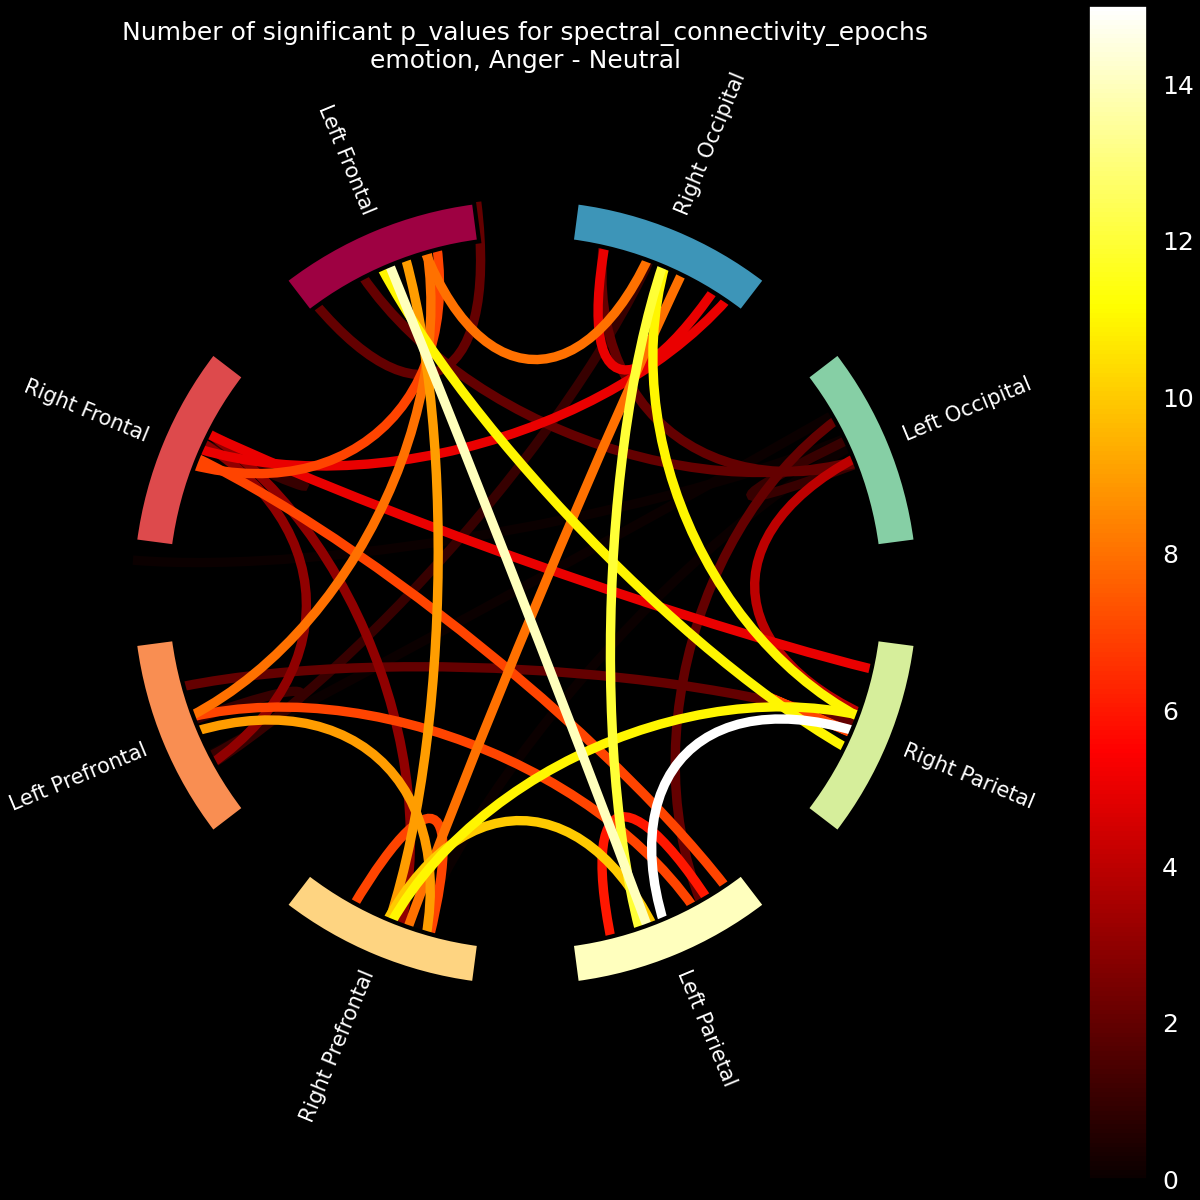 Number of significant p_values for spectral_connectivity_epochs
emotion, Anger - Neutral
Left Frontal
Right Occipital
Right Frontal
Left Occipital
Left Prefrontal
Right Parietal
Right Prefrontal
Left Parietal
14
12
10
8
6
4
2
0